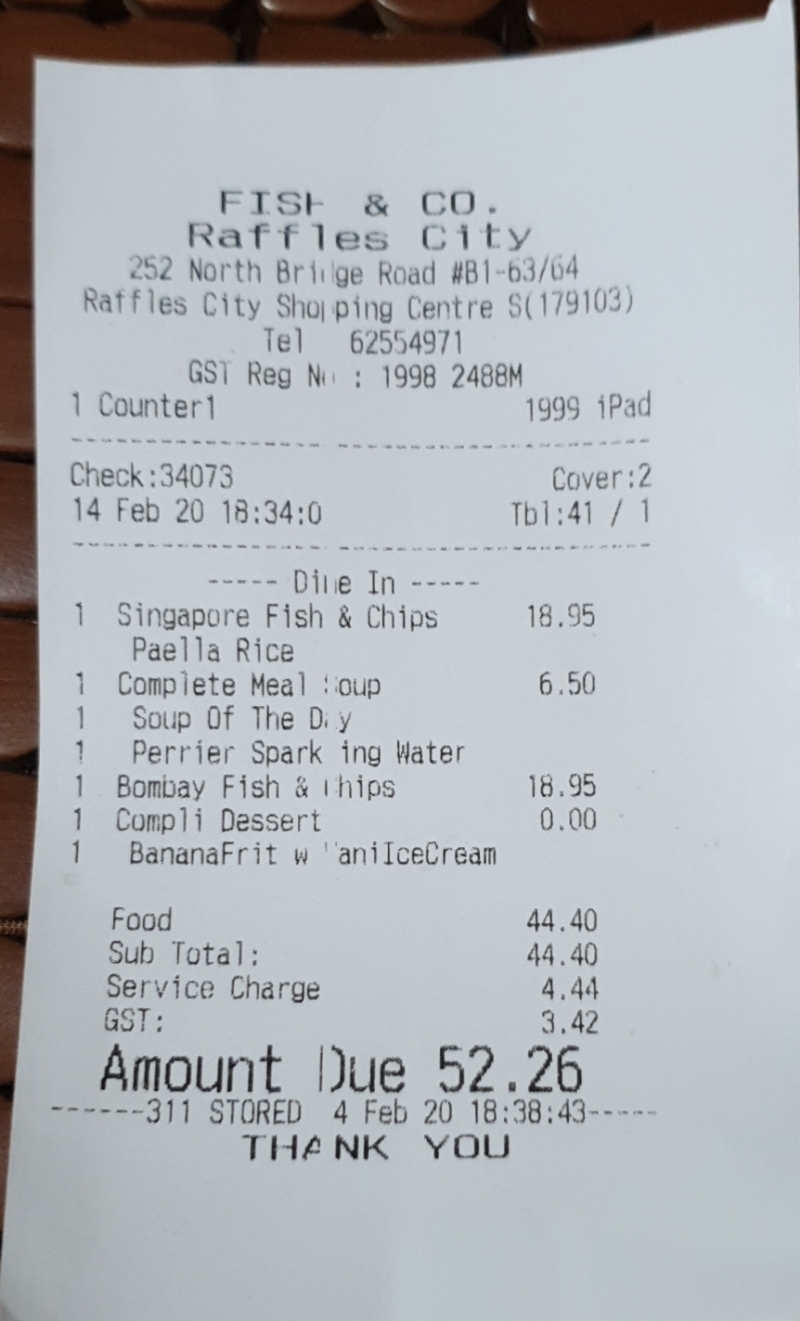 FISH & CO.
Raffles City
252 North Bridge Road #B1-63/64
Raffles City Shopping Centre S(179103)
Tel 62554971
GST Reg No : 1998 2488M
1 Counter1 1999 iPad
Check:34073 Cover:2
14 Feb 20 18:34:0 Tbl:41 / 1
----- Dine In -----
1 Singapore Fish & Chips 18.95
Paella Rice
1 Complete Meal Soup 6.50
1 Soup Of The Day
1 Perrier Sparkling Water
1 Bombay Fish & Chips 18.95
1 Compli Dessert 0.00
1 BananaFrit w VaniIceCream
Food 44.40
Sub Total: 44.40
Service Charge 4.44
GST: 3.42
Amount Due 52.26
------311 STORED 4 Feb 20 18:38:43-----
THANK YOU